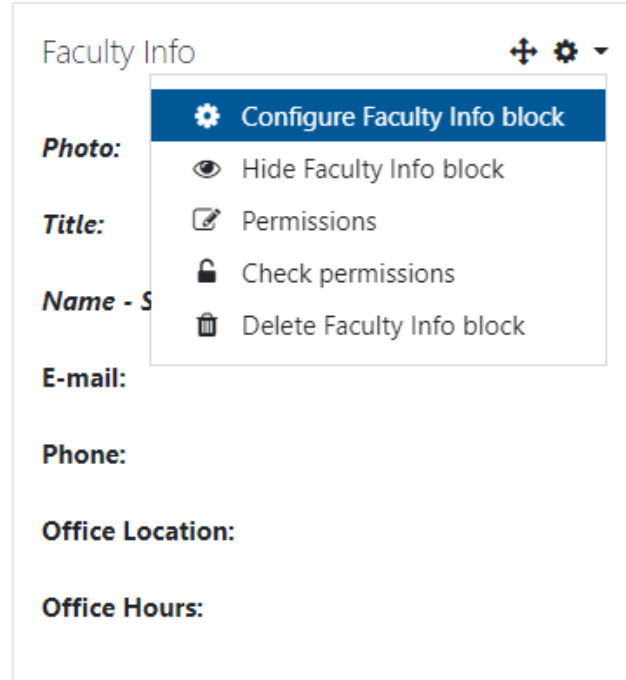 Faculty Info
Configure Faculty Info block
Photo:
Hide Faculty Info block
Title:
Permissions
Check permissions
Name - S
Delete Faculty Info block
E-mail:
Phone:
Office Location:
Office Hours: